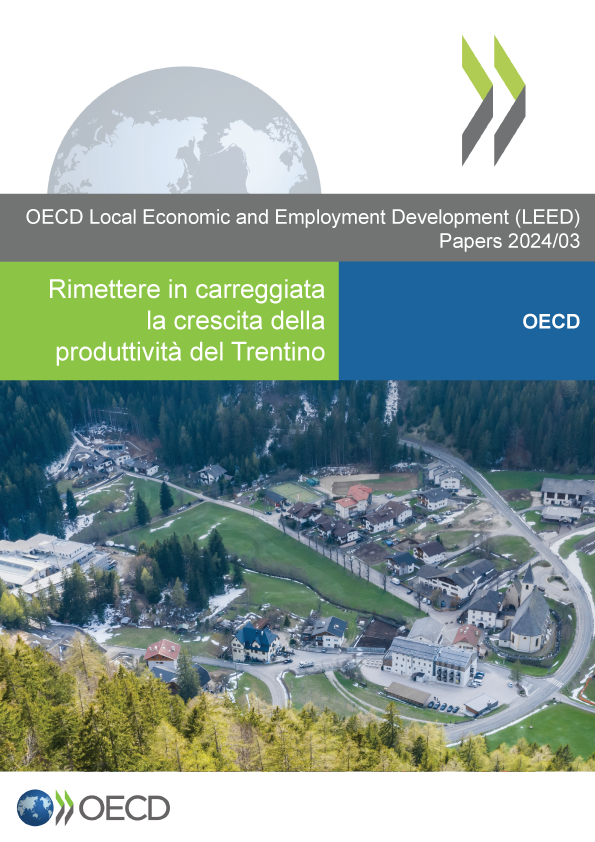 OECD Local Economic and Employment Development (LEED)
Papers 2024/03
Rimettere in carreggiata
la crescita della
produttività del Trentino
OECD
OECD